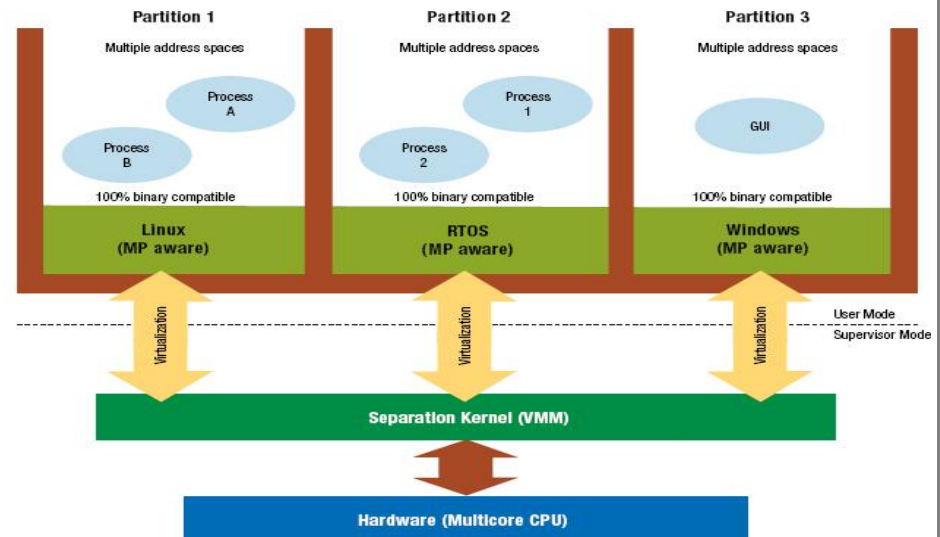 Partition 1
Partition 2
Partition 3
Multiple address spaces
Multiple address spaces
Multiple address spaces
Process
A
Process
B
Process
1
Process
2
GUI
100% binary compatible
100% binary compatible
100% binary compatible
Linux
(MP aware)
RTOS
(MP aware)
Windows
(MP aware)
Virtualization
Virtualization
Virtualization
User Mode
Supervisor Mode
Separation Kernel (VMM)
Hardware (Multicore CPU)